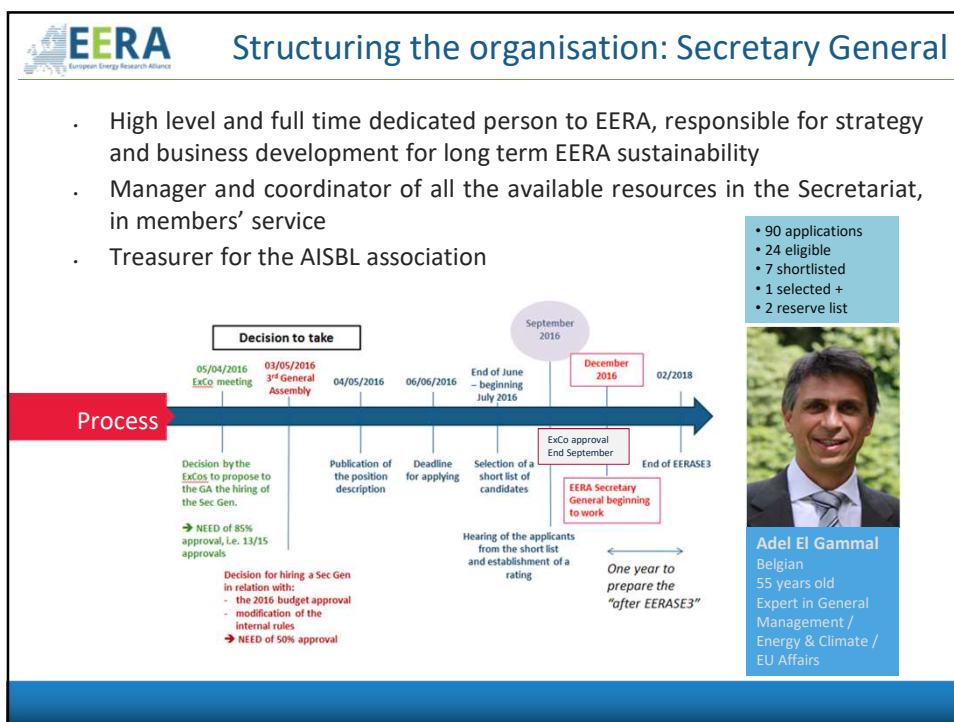 EERA
European Energy Research Alliance
Structuring the organisation: Secretary General
• High level and full time dedicated person to EERA, responsible for strategy
and business development for long term EERA sustainability
• Manager and coordinator of all the available resources in the Secretariat,
in members’ service
• Treasurer for the AISBL association
• 90 applications
• 24 eligible
• 7 shortlisted
• 1 selected +
• 2 reserve list
Decision to take
05/04/2016
ExCo meeting
03/05/2016
3rd General
Assembly
04/05/2016
06/06/2016
End of June
– beginning
July 2016
September
2016
December
2016
02/2018
Process
Decision by the
ExCos to propose to
the GA the hiring of
the Sec Gen.
➔ NEED of 85%
approval, i.e. 13/15
approvals
Decision for hiring a Sec Gen
in relation with:
- the 2016 budget approval
- modification of the
internal rules
➔ NEED of 50% approval
Publication of
the position
description
Deadline
for applying
Selection of a
short list of
candidates
ExCo approval
End September
Hearing of the applicants
from the short list
and establishment of a
rating
EERA Secretary
General beginning
to work
End of EERASE3
One year to
prepare the
“after EERASE3”
Adel El Gammal
Belgian
55 years old
Expert in General
Management /
Energy & Climate /
EU Affairs